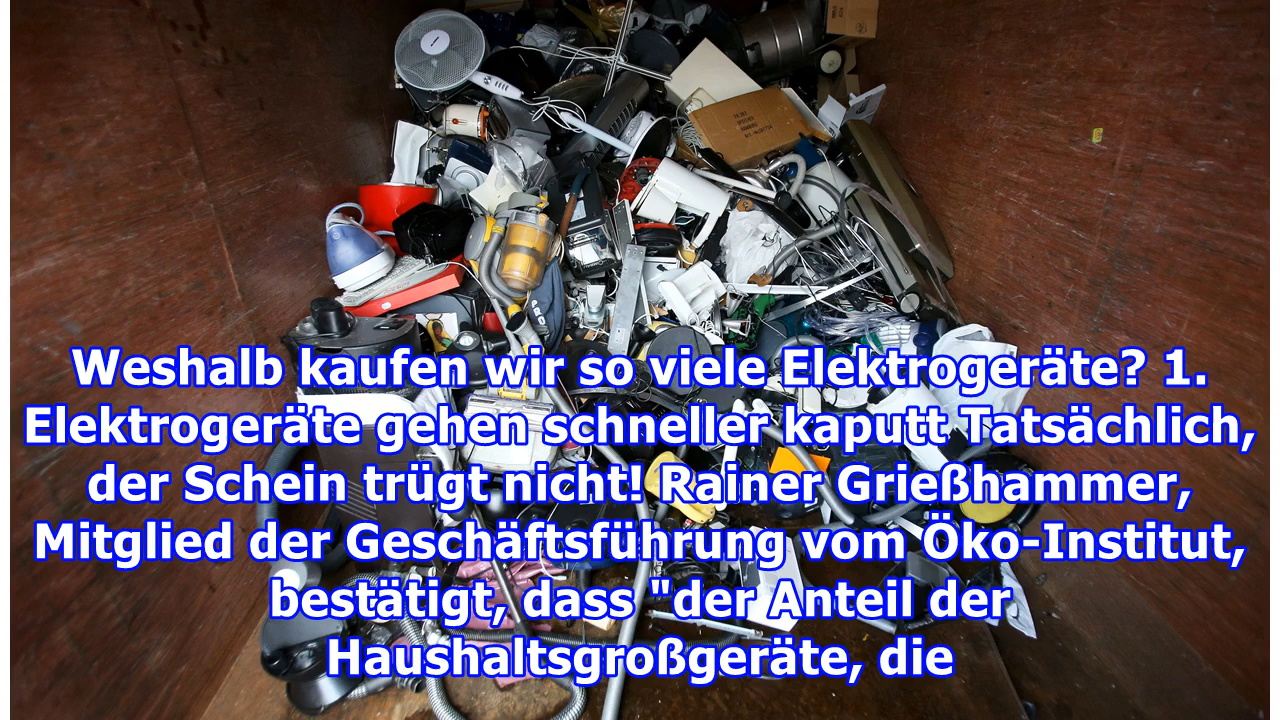 Weshalb kaufen wir so viele Elektrogeräte? 1.
Elektrogeräte gehen schneller kaputt Tatsächlich,
der Schein trügt nicht! Rainer Grießhammer,
Mitglied der Geschäftsführung vom Öko-Institut,
bestätigt, dass "der Anteil der
Haushaltsgroßgeräte, die